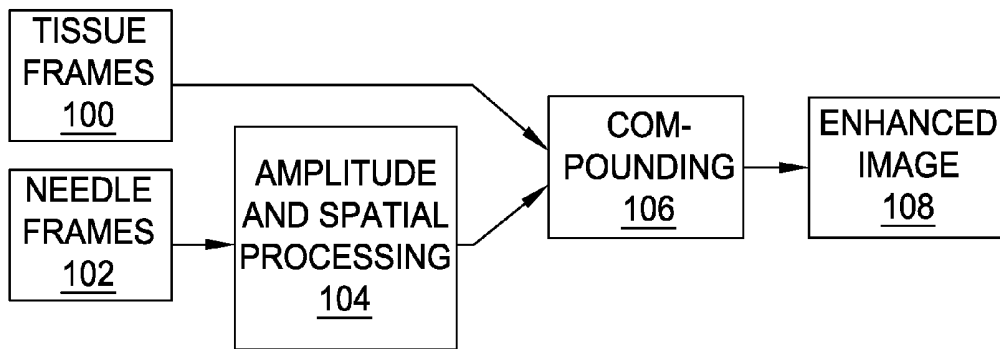 TISSUE
FRAMES
100
NEEDLE
FRAMES
102
AMPLITUDE
AND SPATIAL
PROCESSING
104
COM-
POUNDING
106
ENHANCED
IMAGE
108